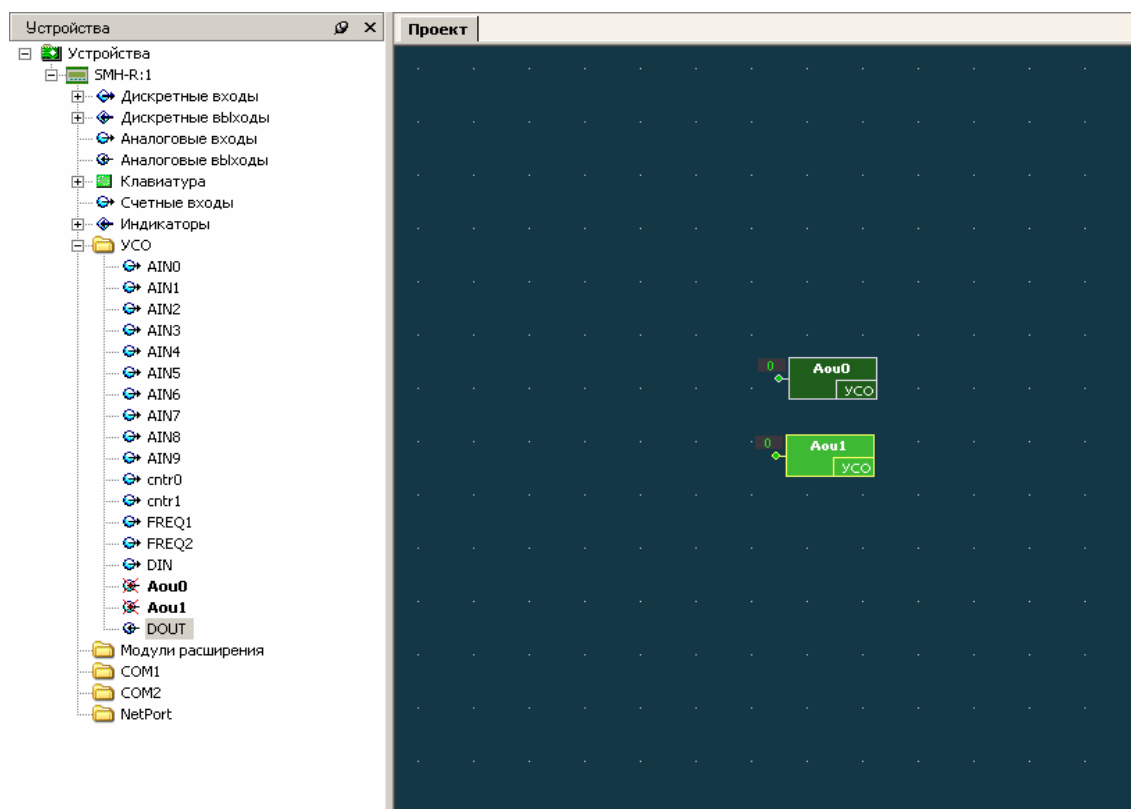 Устройства
Проект
Устройства
SMH-R:1
Дискретные входы
Дискретные вЫходы
Аналоговые входы
Аналоговые вЫходы
Клавиатура
Счетные входы
Индикаторы
УСО
AIN0
AIN1
AIN2
AIN3
AIN4
AIN5
AIN6
AIN7
AIN8
AIN9
cntr0
cntr1
FREQ1
FREQ2
DIN
Aou0
Aou1
DOUT
Модули расширения
COM1
COM2
NetPort
0
Aou0
УСО
0
Aou1
УСО